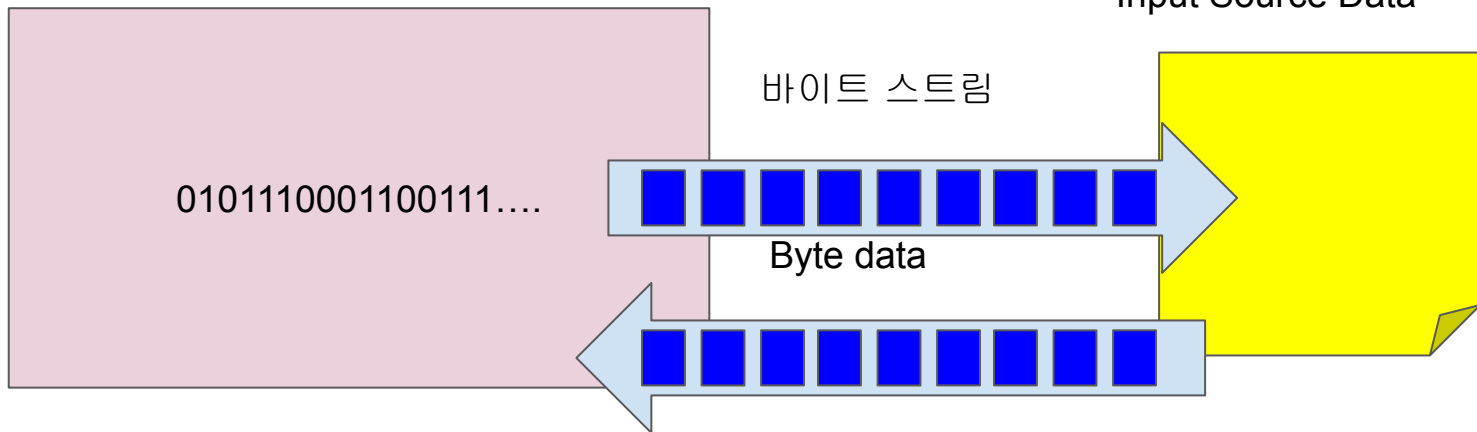 Input Source Data
바이트 스트림
0101110001100111....
Byte data